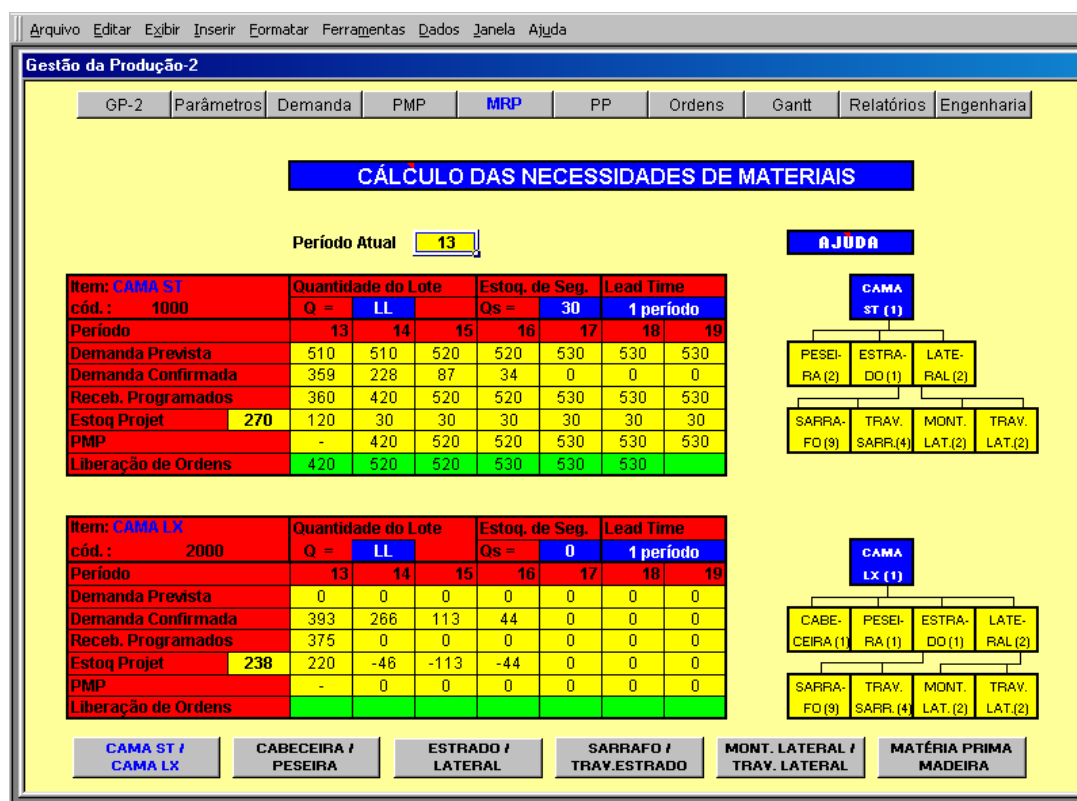 Arquivo Editar Exibir Inserir Formatar Ferramentas Dados Janela Ajuda
Gestão da Produção-2
GP-2 Parâmetros Demanda PMP MRP PP Ordens Gantt Relatórios Engenharia
CÁLCULO DAS NECESSIDADES DE MATERIAIS
Período Atual 13
AJUDA
Item: CAMA ST Quantidade do Lote Estoq. de Seg. Lead Time
cód.: 1000 Q = LL Qs = 30 1 período
Período 13 14 15 16 17 18 19
Demanda Prevista 510 510 520 520 530 530 530
Demanda Confirmada 359 228 87 34 0 0 0
Receb. Programados 360 420 520 520 530 530 530
Estoq Projet 270 120 30 30 30 30 30 30
PMP - 420 520 520 530 530 530
Liberação de Ordens 420 520 520 530 530 530
CAMA
ST (1)
PESEI- ESTRA- LATE-
RA (2) DO (1) RAL (2)
SARRA- TRAV. MONT. TRAV.
FO (9) SARR.(4) LAT.(2) LAT.(2)
Item: CAMA LX Quantidade do Lote Estoq. de Seg. Lead Time
cód.: 2000 Q = LL Qs = 0 1 período
Período 13 14 15 16 17 18 19
Demanda Prevista 0 0 0 0 0 0 0
Demanda Confirmada 393 266 113 44 0 0 0
Receb. Programados 375 0 0 0 0 0 0
Estoq Projet 238 220 -46 -113 -44 0 0 0
PMP - 0 0 0 0 0 0
Liberação de Ordens
CAMA
LX (1)
CABE- PESEI- ESTRA- LATE-
CEIRA (1) RA (1) DO (1) RAL (2)
SARRA- TRAV. MONT. TRAV.
FO (9) SARR. (4) LAT. (2) LAT.(2)
CAMA ST / CABECEIRA / ESTRADO / SARRAFO / MONT. LATERAL / MATÉRIA PRIMA
CAMA LX PESEIRA LATERAL TRAV.ESTRADO TRAV. LATERAL MADEIRA